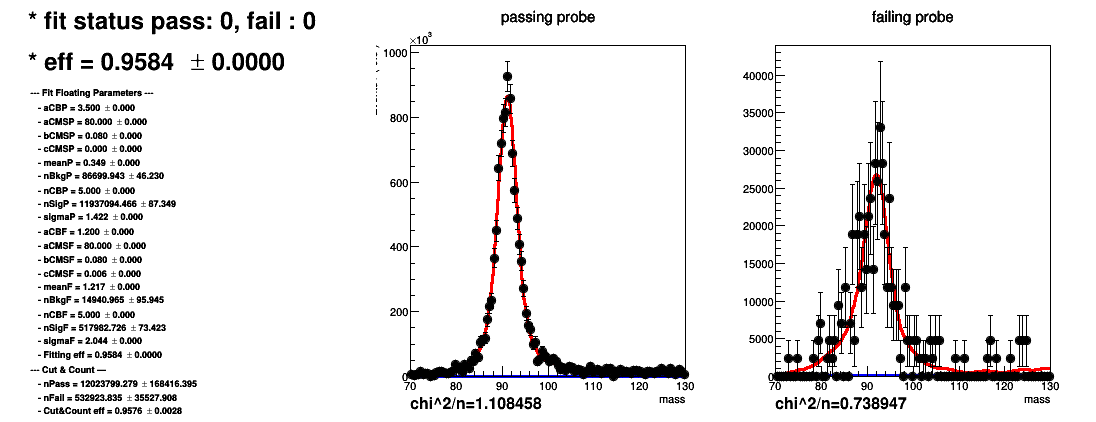 * fit status pass: 0, fail : 0
* eff = 0.9584 ± 0.0000
--- Fit Floating Parameters ---
- aCBP = 3.500 ± 0.000
- aCMSP = 80.000 ± 0.000
- bCMSP = 0.080 ± 0.000
- cCMSP = 0.000 ± 0.000
- meanP = 0.349 ± 0.000
- nBkgP = 86699.943 ± 46.230
- nCBP = 5.000 ± 0.000
- nSigP = 11937094.466 ± 87.349
- sigmaP = 1.422 ± 0.000
- aCBF = 1.200 ± 0.000
- aCMSF = 80.000 ± 0.000
- bCMSF = 0.080 ± 0.000
- cCMSF = 0.006 ± 0.000
- meanF = 1.217 ± 0.000
- nBkgF = 14940.965 ± 95.945
- nCBF = 5.000 ± 0.000
- nSigF = 517982.726 ± 73.423
- sigmaF = 2.044 ± 0.000
- Fitting eff = 0.9584 ± 0.0000
--- Cut & Count ---
- nPass = 12023799.279 ± 168416.395
- nFail = 532923.835 ± 35527.908
- Cut&Count eff = 0.9576 ± 0.0028
passing probe
×10³
1000
800
600
400
200
0
70 80 90 100 110 120 130
mass
chi^2/n=1.108458
failing probe
40000
35000
30000
25000
20000
15000
10000
5000
0
70 80 90 100 110 120 130
mass
chi^2/n=0.738947